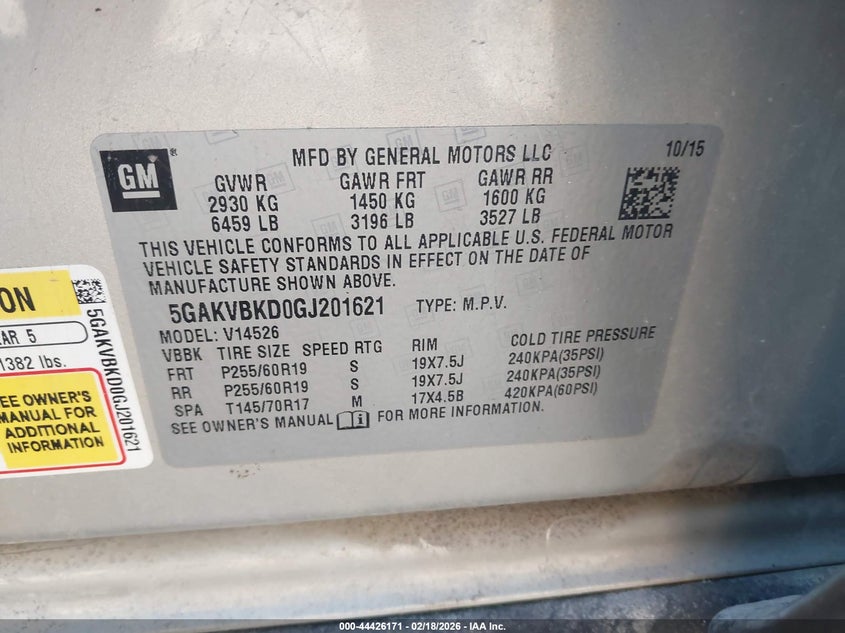 GM
®
MFD BY GENERAL MOTORS LLC
10/15
GVWR GAWR FRT GAWR RR
2930 KG 1450 KG 1600 KG
6459 LB 3196 LB 3527 LB
THIS VEHICLE CONFORMS TO ALL APPLICABLE U.S. FEDERAL MOTOR
VEHICLE SAFETY STANDARDS IN EFFECT ON THE DATE OF
MANUFACTURE SHOWN ABOVE.
5GAKVBKD0GJ201621 TYPE: M.P.V.
MODEL: V14526
VBBK TIRE SIZE SPEED RTG RIM COLD TIRE PRESSURE
FRT P255/60R19 S 19X7.5J 240KPA(35PSI)
RR P255/60R19 S 19X7.5J 240KPA(35PSI)
SPA T145/70R17 M 17X4.5B 420KPA(60PSI)
SEE OWNER'S MANUAL i FOR MORE INFORMATION.
ON
AR 5
1382 lbs.
EE OWNER'S
MANUAL FOR
ADDITIONAL
INFORMATION
5GAKVBKD0GJ201621
000-44426171 - 02/18/2026 - IAA Inc.